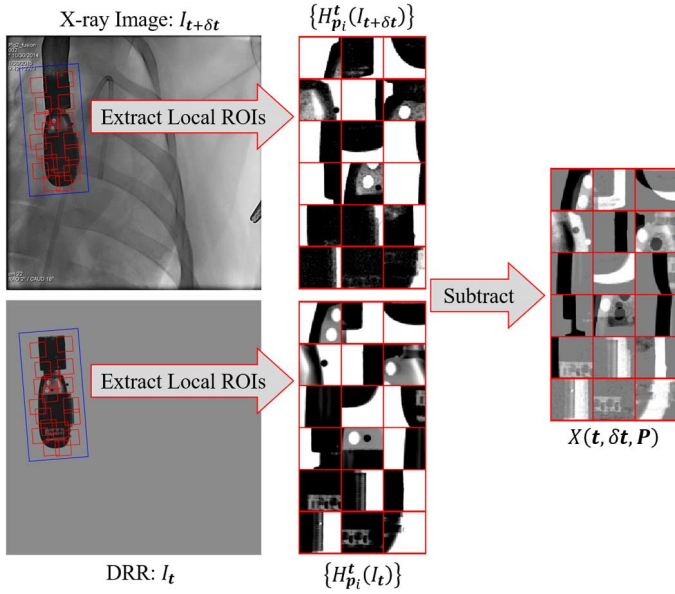 X-ray Image: I_{t+δt}
{H^t_{p_i}(I_{t+δt})}
Extract Local ROIs
Subtract
Extract Local ROIs
X(t, δt, P)
DRR: I_t
{H^t_{p_i}(I_t)}